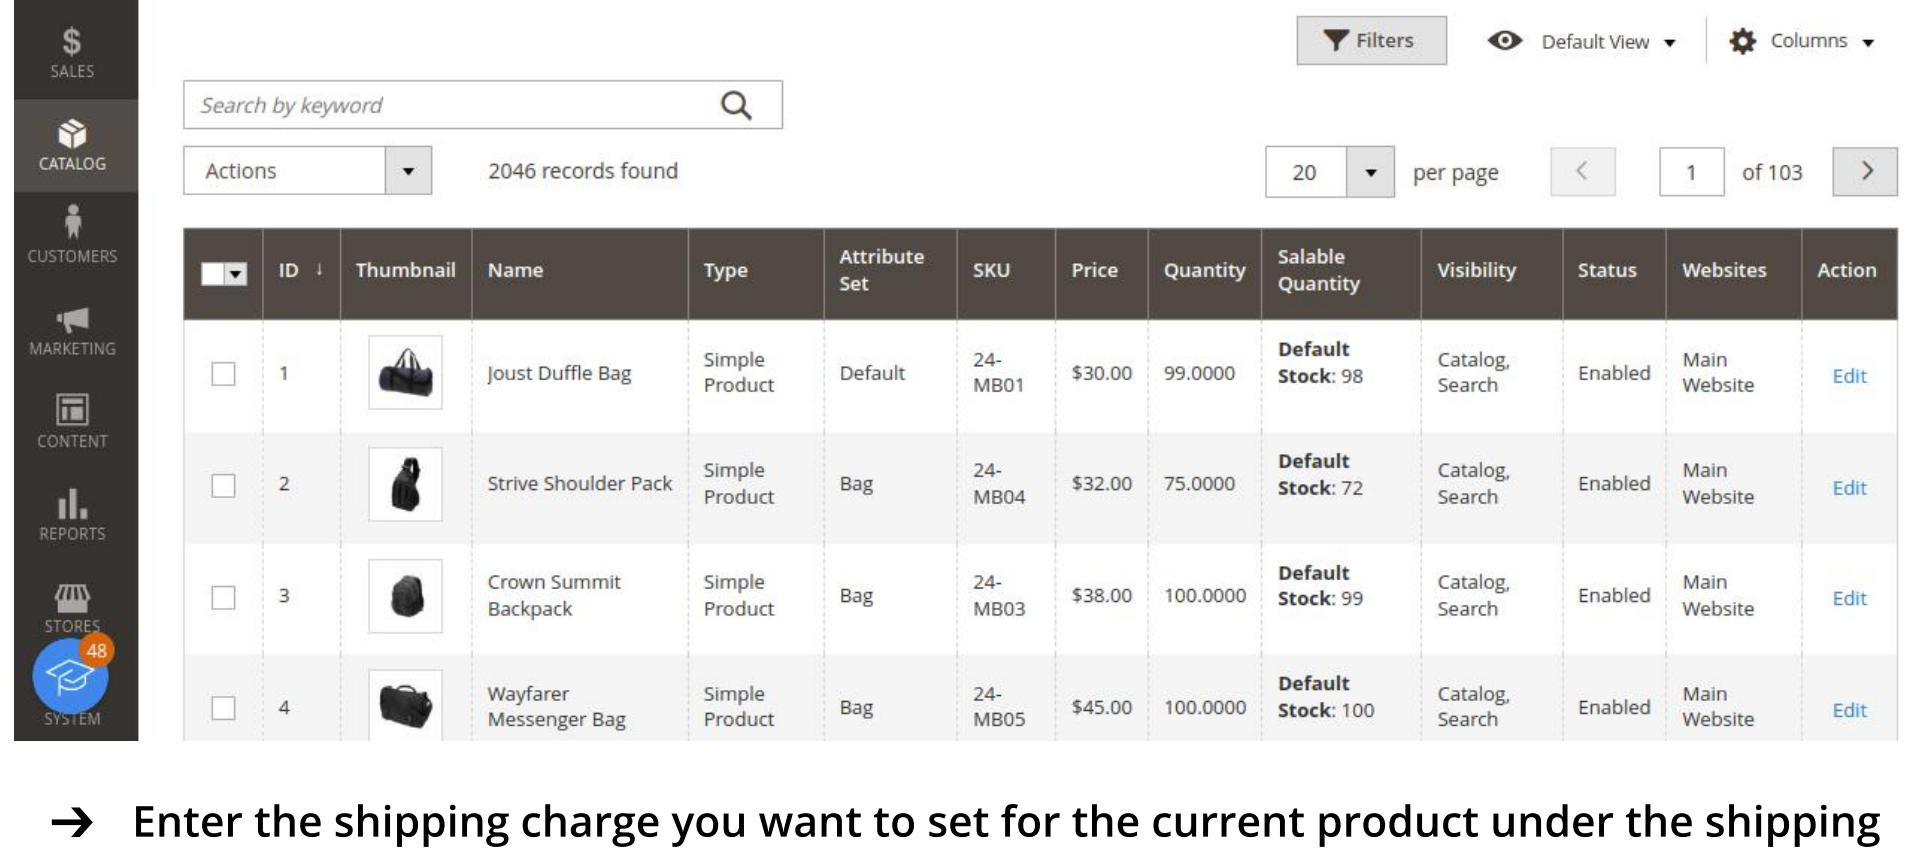 SALES
CATALOG
CUSTOMERS
MARKETING
CONTENT
REPORTS
STORES
48
SYSTEM
Filters
Default View
Columns
Search by keyword
Actions
2046 records found
20
per page
1
of 103
ID ↓ Thumbnail Name Type Attribute Set SKU Price Quantity Salable Quantity Visibility Status Websites Action
1 Joust Duffle Bag Simple Product Default 24-MB01 $30.00 99.0000 Default Stock: 98 Catalog, Search Enabled Main Website Edit
2 Strive Shoulder Pack Simple Product Bag 24-MB04 $32.00 75.0000 Default Stock: 72 Catalog, Search Enabled Main Website Edit
3 Crown Summit Backpack Simple Product Bag 24-MB03 $38.00 100.0000 Default Stock: 99 Catalog, Search Enabled Main Website Edit
4 Wayfarer Messenger Bag Simple Product Bag 24-MB05 $45.00 100.0000 Default Stock: 100 Catalog, Search Enabled Main Website Edit
➔ Enter the shipping charge you want to set for the current product under the shipping